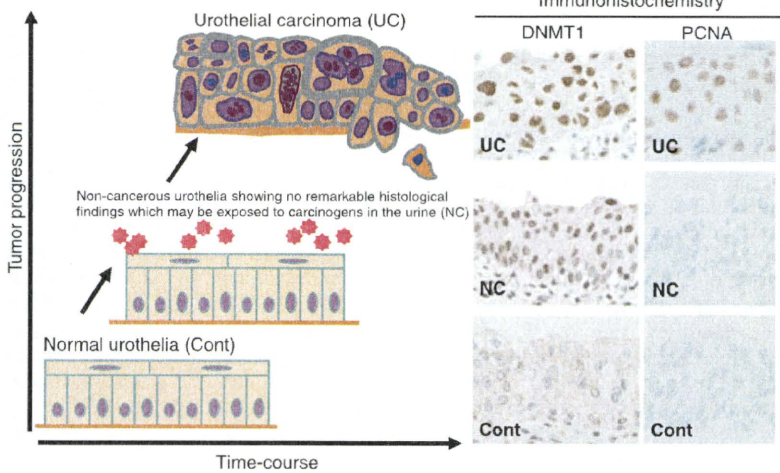 Immunohistochemistry
Urothelial carcinoma (UC)
DNMT1
PCNA
UC
UC
Tumor progression
Non-cancerous urothelia showing no remarkable histological
findings which may be exposed to carcinogens in the urine (NC)
NC
NC
Normal urothelia (Cont)
Cont
Cont
Time-course